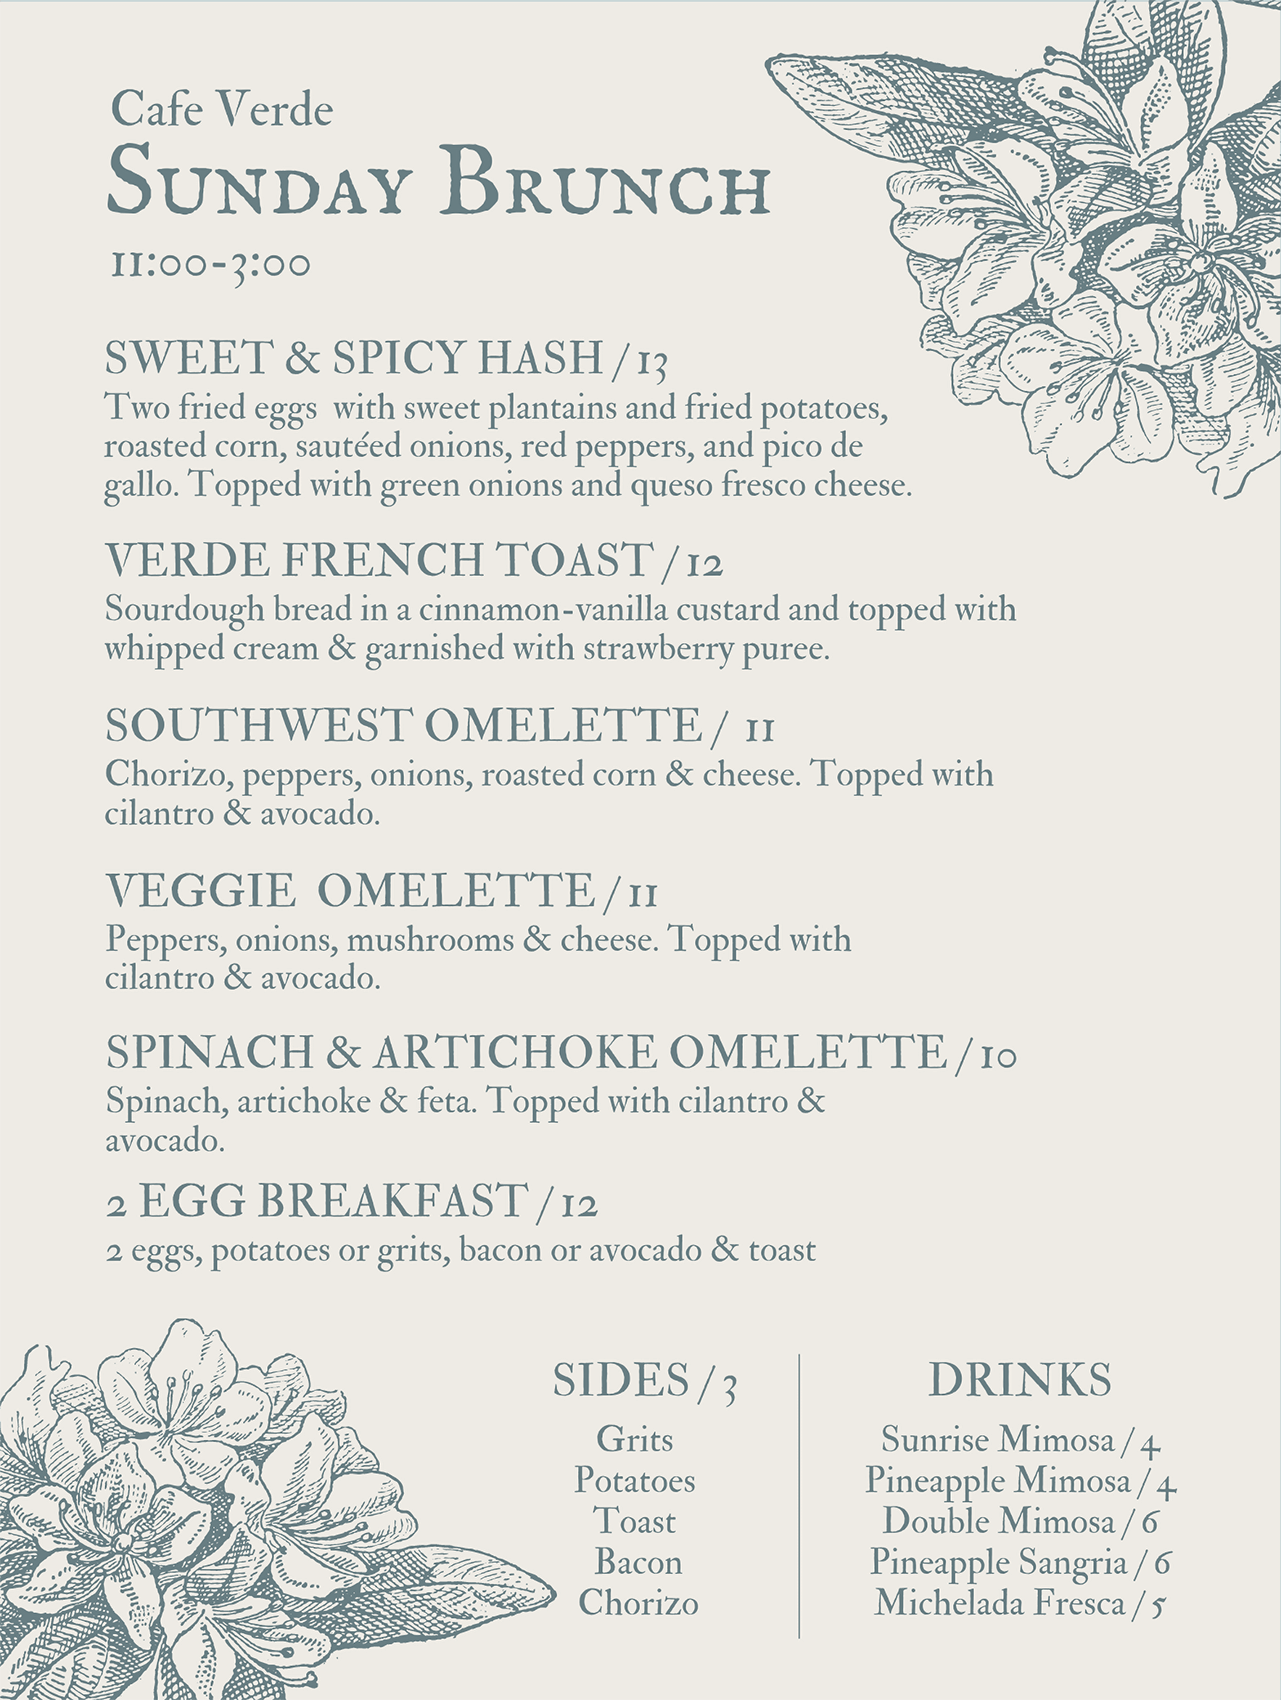 Cafe Verde
SUNDAY BRUNCH
11:00-3:00
SWEET & SPICY HASH / 13
Two fried eggs with sweet plantains and fried potatoes,
roasted corn, sautéed onions, red peppers, and pico de
gallo. Topped with green onions and queso fresco cheese.
VERDE FRENCH TOAST / 12
Sourdough bread in a cinnamon-vanilla custard and topped with
whipped cream & garnished with strawberry puree.
SOUTHWEST OMELETTE / 11
Chorizo, peppers, onions, roasted corn & cheese. Topped with
cilantro & avocado.
VEGGIE OMELETTE / 11
Peppers, onions, mushrooms & cheese. Topped with
cilantro & avocado.
SPINACH & ARTICHOKE OMELETTE / 10
Spinach, artichoke & feta. Topped with cilantro &
avocado.
2 EGG BREAKFAST / 12
2 eggs, potatoes or grits, bacon or avocado & toast
SIDES / 3
Grits
Potatoes
Toast
Bacon
Chorizo
DRINKS
Sunrise Mimosa / 4
Pineapple Mimosa / 4
Double Mimosa / 6
Pineapple Sangria / 6
Michelada Fresca / 5